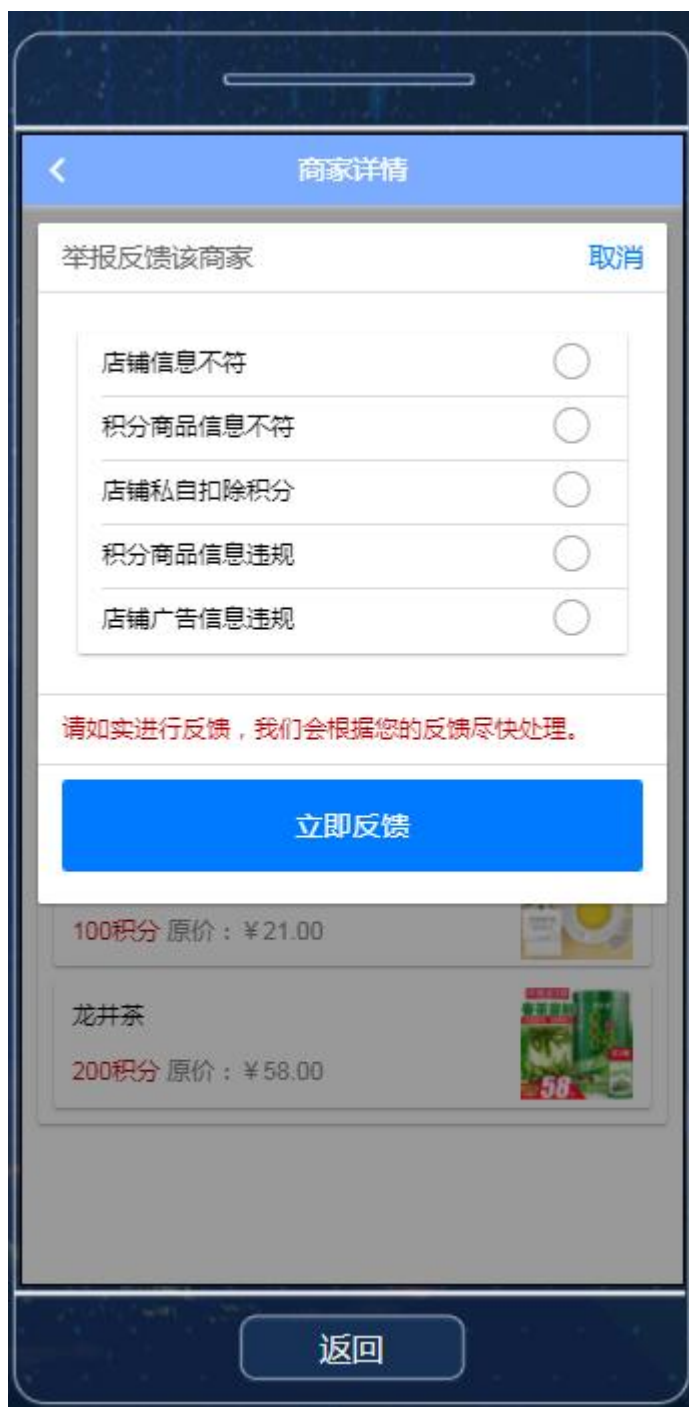 商家详情
举报反馈该商家 取消
店铺信息不符
积分商品信息不符
店铺私自扣除积分
积分商品信息违规
店铺广告信息违规
请如实进行反馈，我们会根据您的反馈尽快处理。
立即反馈
100积分 原价：￥21.00
龙井茶
200积分 原价：￥58.00
58
返回